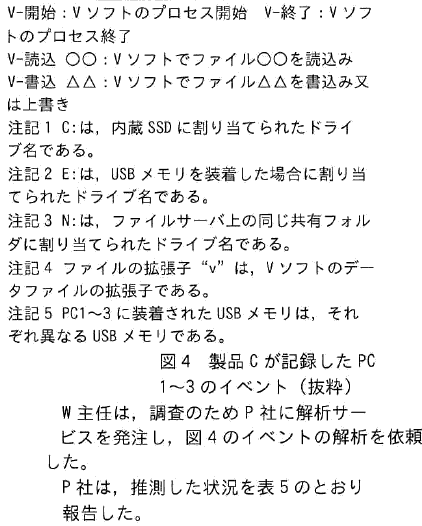 V-開始：Vソフトのプロセス開始　V-終了：Vソフ
トのプロセス終了
V-読込 〇〇：Vソフトでファイル〇〇を読込み
V-書込 △△：Vソフトでファイル△△を書込み又
は上書き
注記1 C:は，内蔵SSDに割り当てられたドライ
ブ名である。
注記2 E:は，USBメモリを装着した場合に割り当
てられたドライブ名である。
注記3 N:は，ファイルサーバ上の同じ共有フォル
ダに割り当てられたドライブ名である。
注記4 ファイルの拡張子“v”は，Vソフトのデー
タファイルの拡張子である。
注記5 PC1～3に装着されたUSBメモリは，それ
ぞれ異なるUSBメモリである。
図4　製品Cが記録したPC
1～3のイベント（抜粋）
W主任は，調査のためP社に解析サー
ビスを発注し，図4のイベントの解析を依頼
した。
P社は，推測した状況を表5のとおり
報告した。